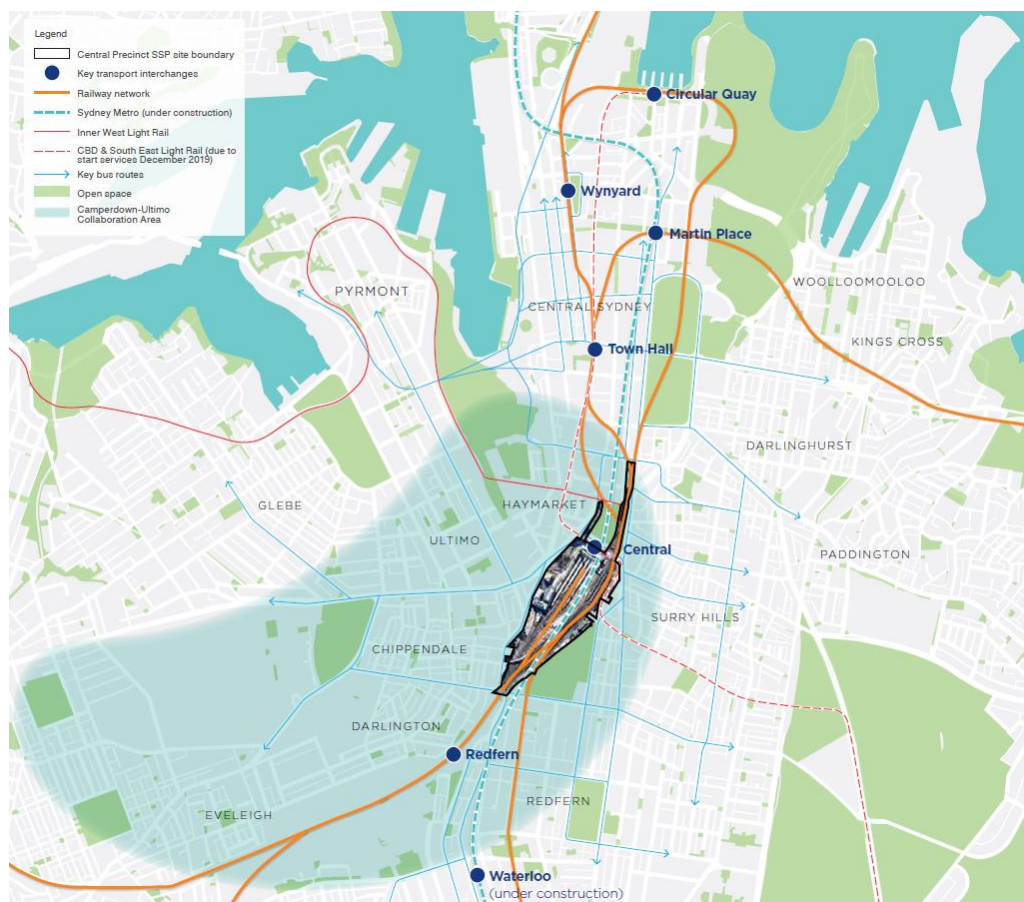 Legend
Central Precinct SSP site boundary
Key transport interchanges
Railway network
Sydney Metro (under construction)
Inner West Light Rail
CBD & South East Light Rail (due to
start services December 2019)
Key bus routes
Open space
Camperdown-Ultimo
Collaboration Area
Circular Quay
Wynyard
Martin Place
WOOLLOOMOOLOO
PYRMONT
CENTRAL SYDNEY
KINGS CROSS
Town Hall
DARLINGHURST
GLEBE
HAYMARKET
ULTIMO
Central
PADDINGTON
SURRY HILLS
CHIPPENDALE
DARLINGTON
Redfern
REDFERN
EVELEIGH
Waterloo
(under construction)